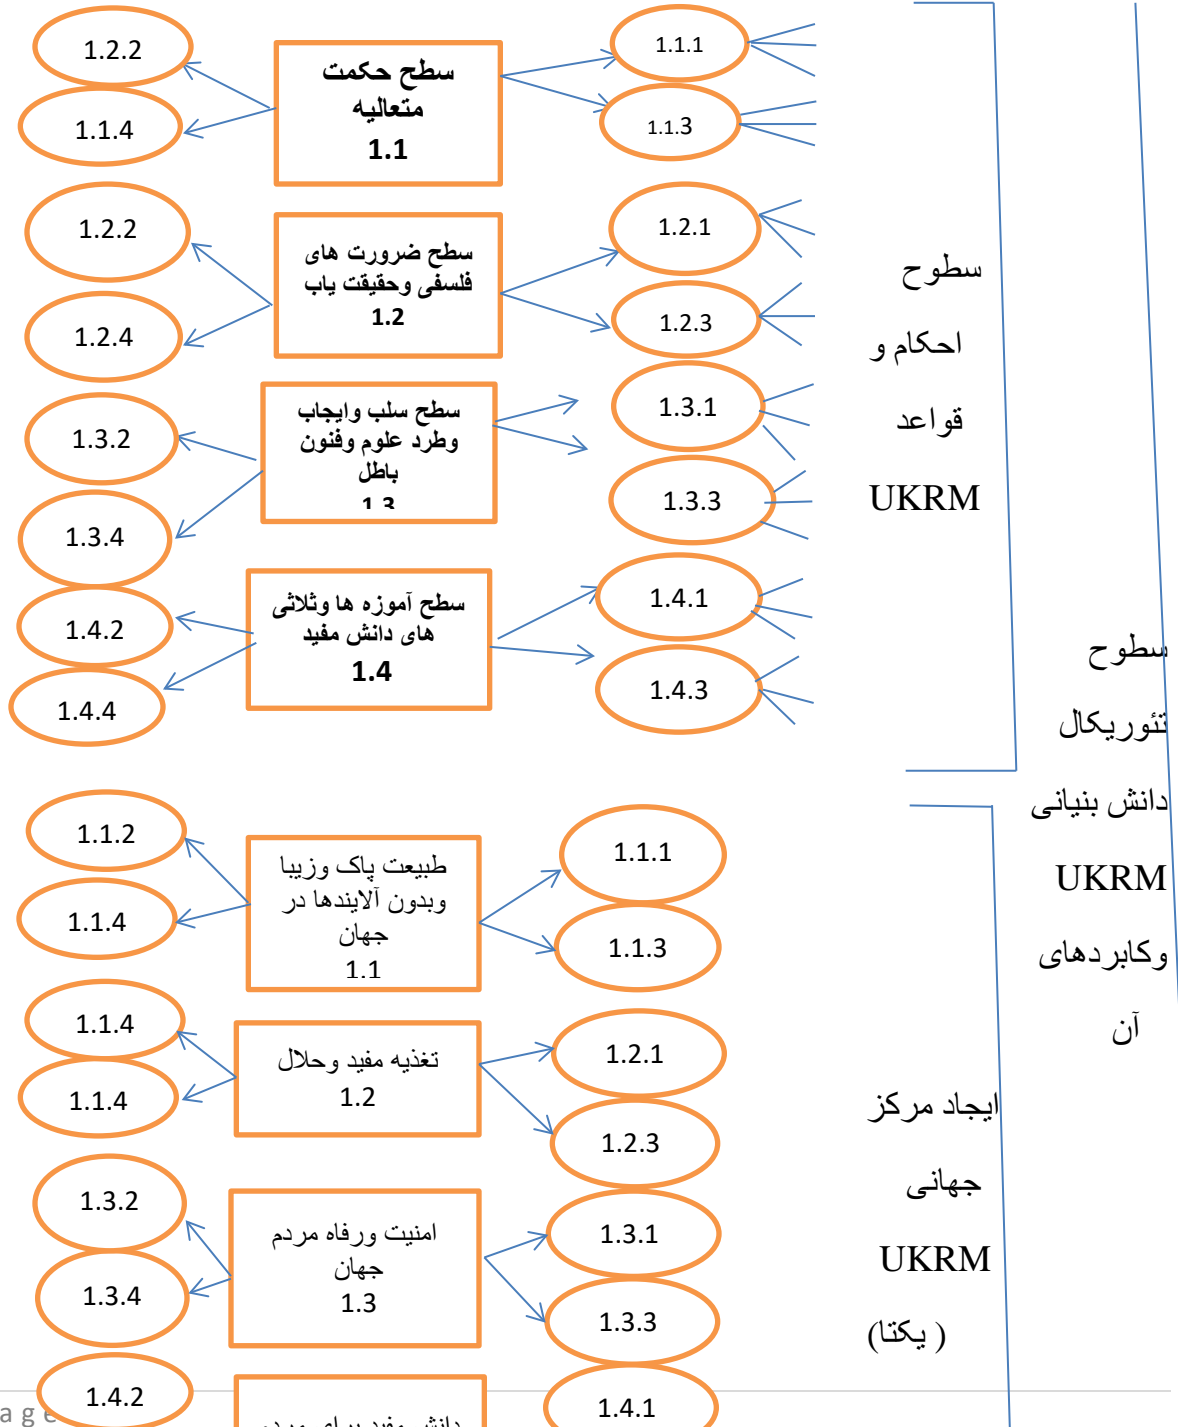 1.2.2
1.1.4
سطح حکمت
متعالیه
1.1
1.1.1
1.1.3
1.2.2
1.2.4
سطح ضرورت های
فلسفی وحقیقت یاب
1.2
1.2.1
1.2.3
1.3.2
1.3.4
سطح سلب وایجاب
وطرد علوم وفنون
باطل
1.3
1.3.1
1.3.3
1.4.2
1.4.4
سطح آموزه ها وثلاثی
های دانش مفید
1.4
1.4.1
1.4.3
سطوح
احکام و
قواعد
UKRM
سطوح
تئوریکال
دانش بنیانی
UKRM
وکابردهای
آن
1.1.2
1.1.4
طبیعت پاک وزیبا
وبدون آلایندها در
جهان
1.1
1.1.1
1.1.3
1.1.4
1.1.4
تغذیه مفید وحلال
1.2
1.2.1
1.2.3
1.3.2
1.3.4
امنیت ورفاه مردم
جهان
1.3
1.3.1
1.3.3
1.4.2
دانش مفید برای مردم
1.4.1
ایجاد مرکز
جهانی
UKRM
( یکتا)